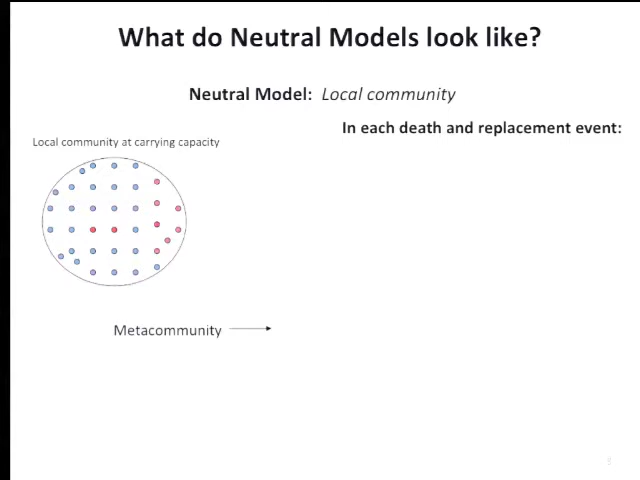 What do Neutral Models look like?
Neutral Model: Local community
In each death and replacement event:
Local community at carrying capacity
Metacommunity